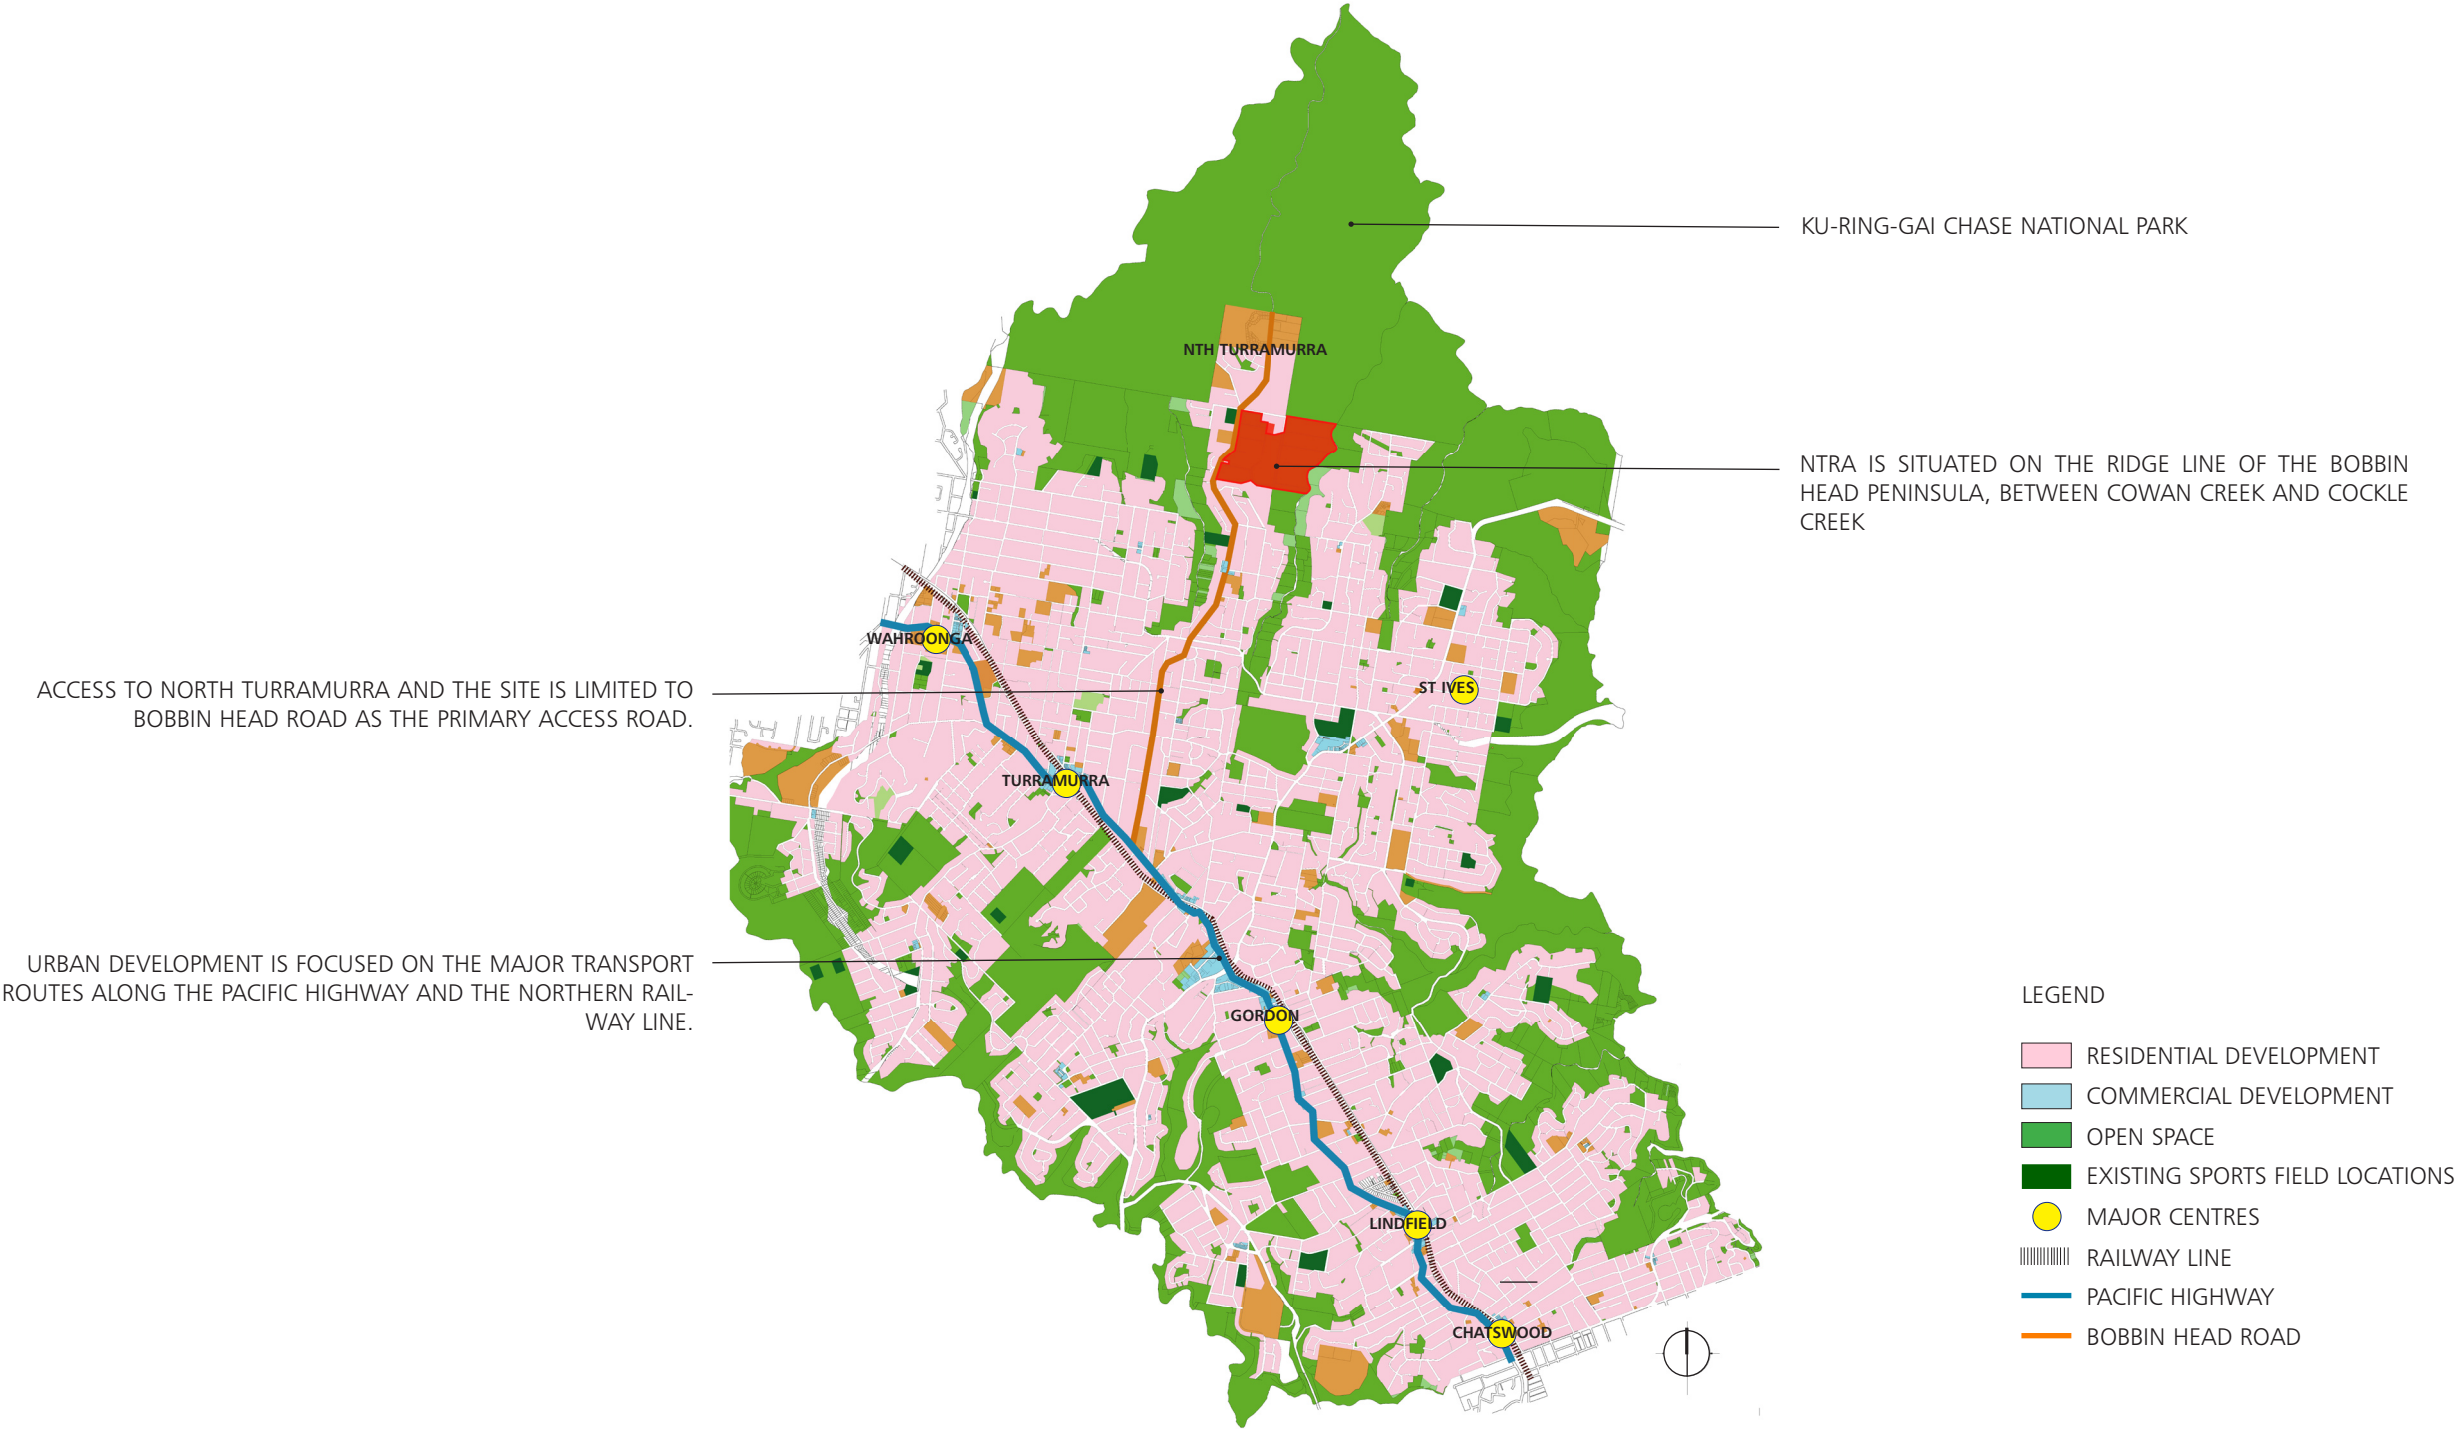 KU-RING-GAI CHASE NATIONAL PARK
NTH TURRAMURRA
NTRA IS SITUATED ON THE RIDGE LINE OF THE BOBBIN
HEAD PENINSULA, BETWEEN COWAN CREEK AND COCKLE
CREEK
WAHROONGA
ACCESS TO NORTH TURRAMURRA AND THE SITE IS LIMITED TO
BOBBIN HEAD ROAD AS THE PRIMARY ACCESS ROAD.
ST IVES
TURRAMURRA
URBAN DEVELOPMENT IS FOCUSED ON THE MAJOR TRANSPORT
ROUTES ALONG THE PACIFIC HIGHWAY AND THE NORTHERN RAIL-
WAY LINE.
GORDON
LINDFIELD
CHATSWOOD
LEGEND
RESIDENTIAL DEVELOPMENT
COMMERCIAL DEVELOPMENT
OPEN SPACE
EXISTING SPORTS FIELD LOCATIONS
MAJOR CENTRES
RAILWAY LINE
PACIFIC HIGHWAY
BOBBIN HEAD ROAD